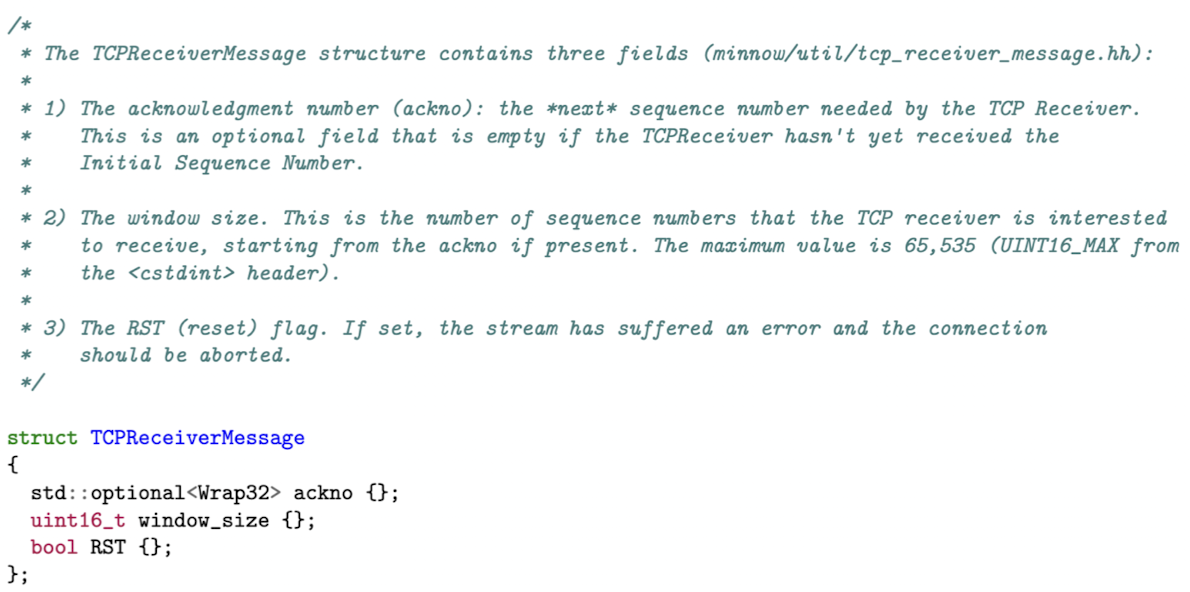 /*
 * The TCPReceiverMessage structure contains three fields (minnow/util/tcp_receiver_message.hh):
 *
 * 1) The acknowledgment number (ackno): the *next* sequence number needed by the TCP Receiver.
 *    This is an optional field that is empty if the TCPReceiver hasn't yet received the
 *    Initial Sequence Number.
 *
 * 2) The window size. This is the number of sequence numbers that the TCP receiver is interested
 *    to receive, starting from the ackno if present. The maximum value is 65,535 (UINT16_MAX from
 *    the <cstdint> header).
 *
 * 3) The RST (reset) flag. If set, the stream has suffered an error and the connection
 *    should be aborted.
 */

struct TCPReceiverMessage
{
  std::optional<Wrap32> ackno {};
  uint16_t window_size {};
  bool RST {};
};